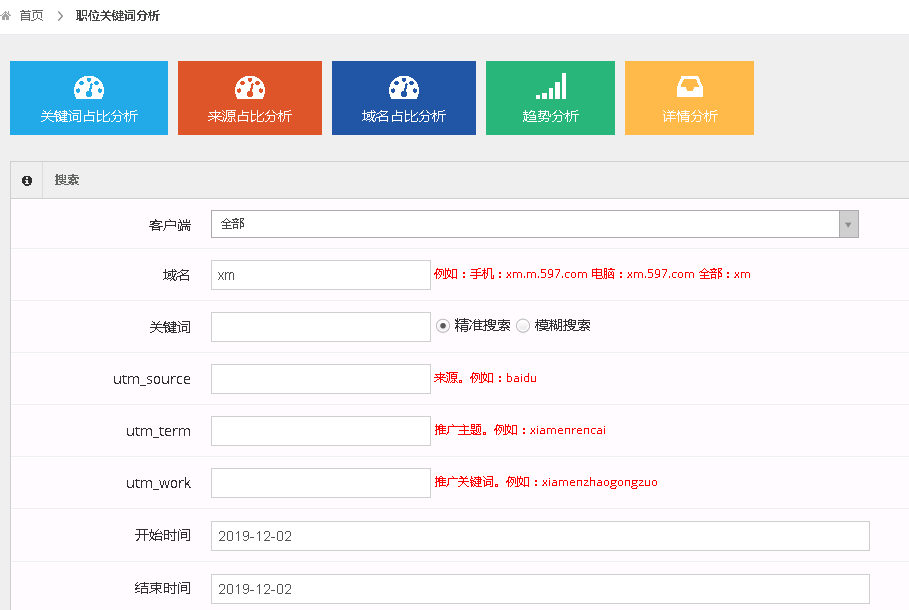 首页 > 职位关键词分析
关键词占比分析 来源占比分析 域名占比分析 趋势分析 详情分析
搜索
客户端 全部
域名 xm 例如：手机：xm.m.597.com 电脑：xm.597.com 全部：xm
关键词 精准搜索 模糊搜索
utm_source 来源。例如：baidu
utm_term 推广主题。例如：xiamenrencai
utm_work 推广关键词。例如：xiamenzhaogongzuo
开始时间 2019-12-02
结束时间 2019-12-02